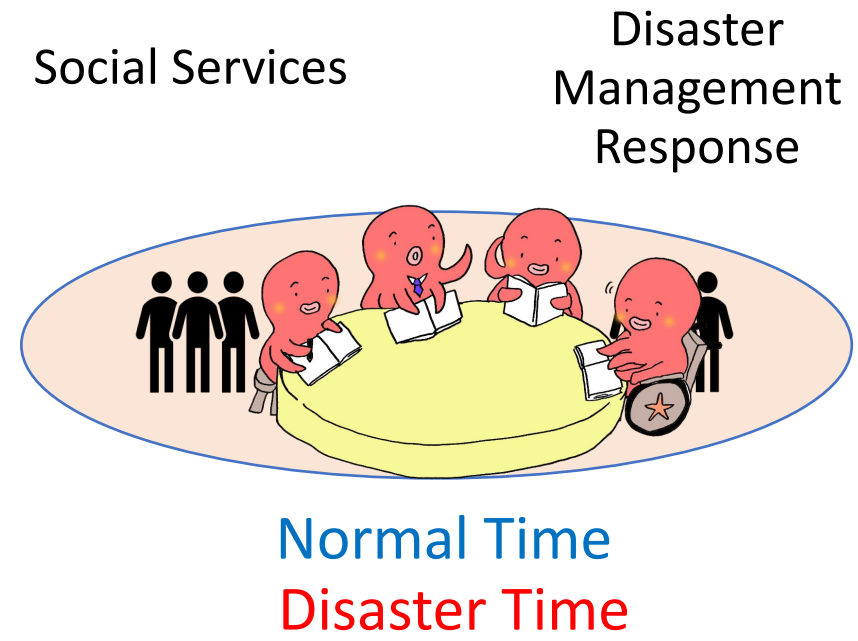 Social Services
Disaster
Management
Response
Normal Time
Disaster Time